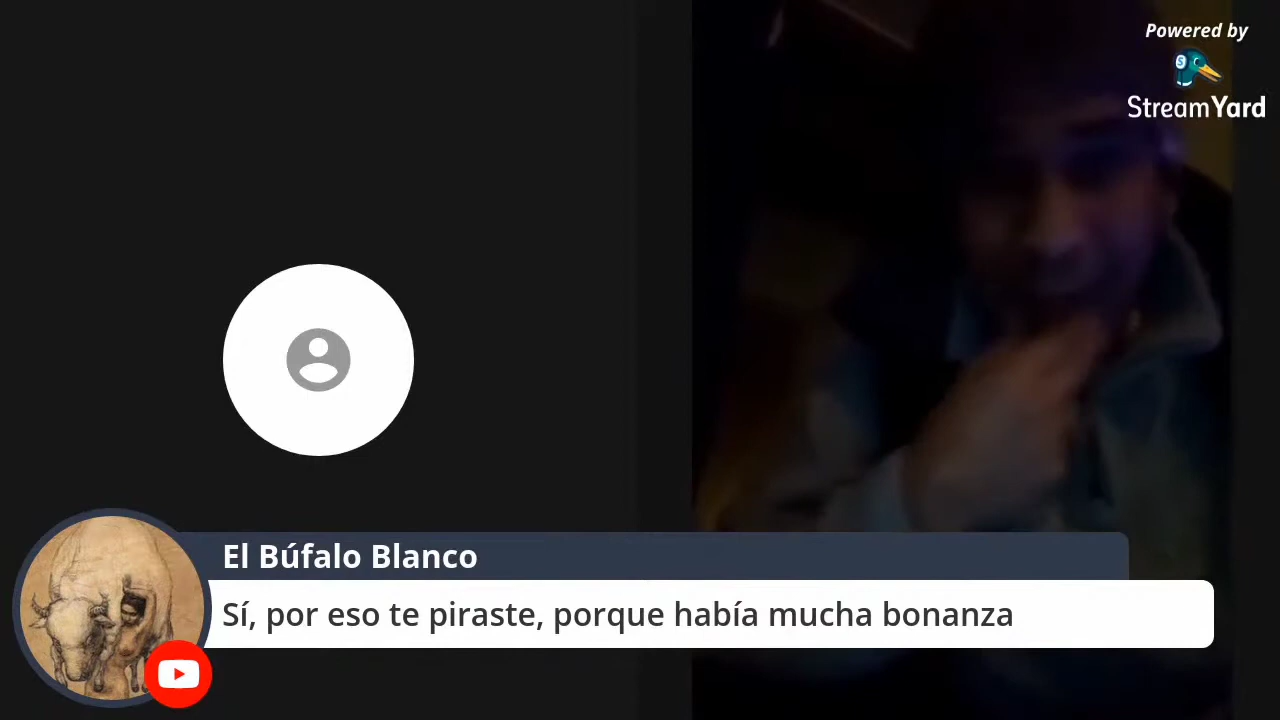 Powered by
StreamYard
El Búfalo Blanco
Sí, por eso te piraste, porque había mucha bonanza